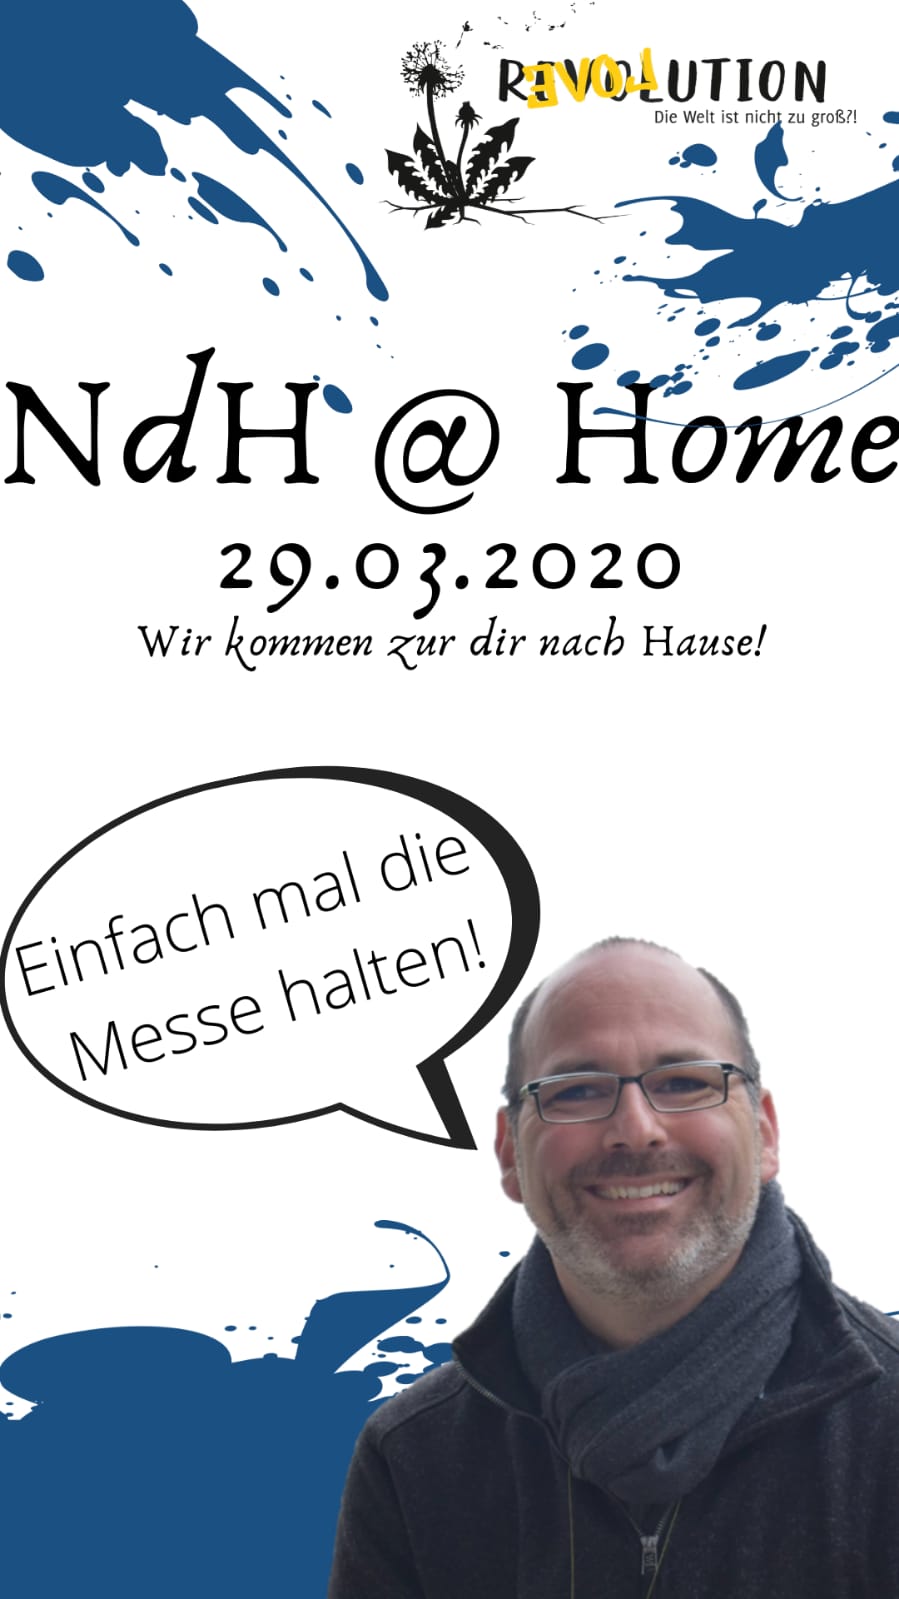 REVOLUTION
LOVE
Die Welt ist nicht zu groß?!
NdH @ Home
29.03.2020
Wir kommen zur dir nach Hause!
Einfach mal die
Messe halten!